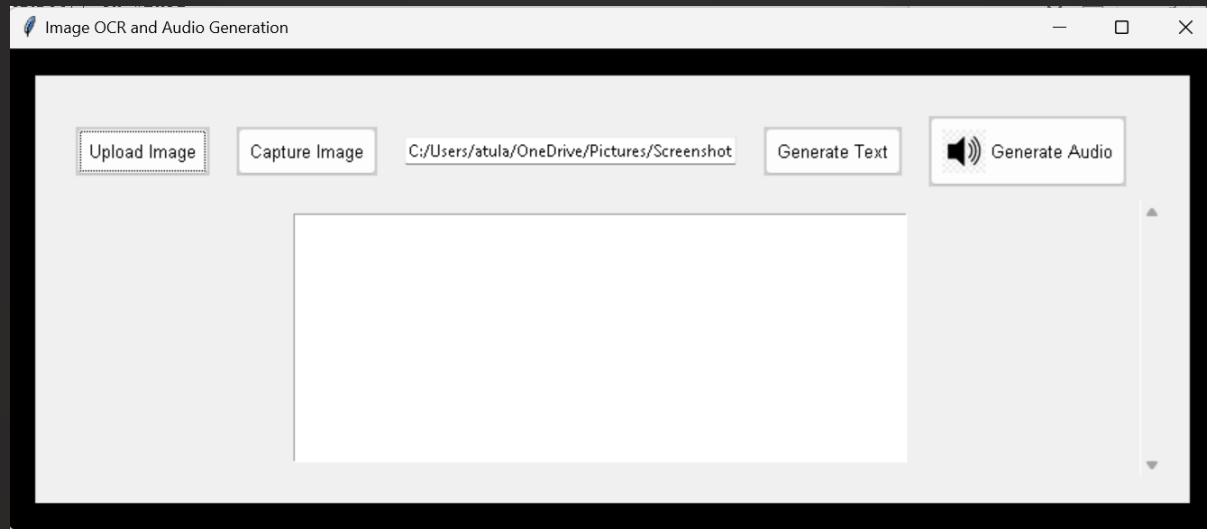 Image OCR and Audio Generation
Upload Image
Capture Image
C:/Users/atula/OneDrive/Pictures/Screenshot
Generate Text
Generate Audio